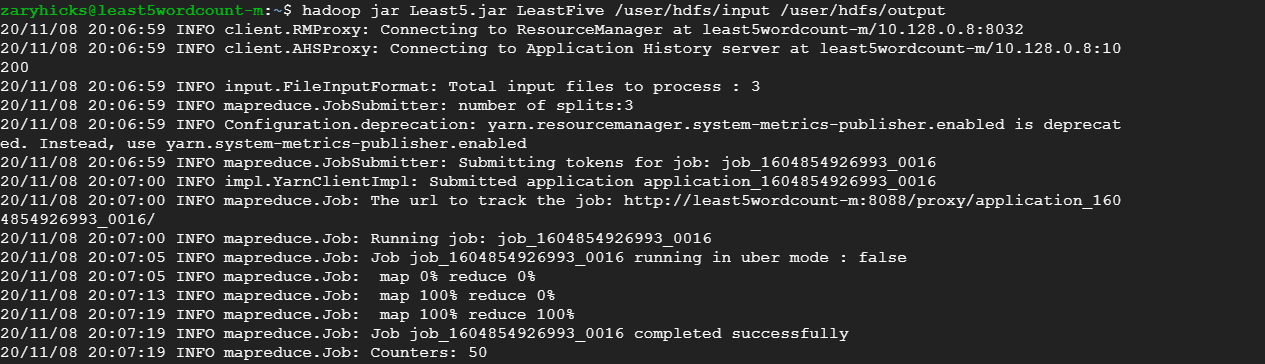 zaryhicks@least5wordcount-m:~$ hadoop jar Least5.jar LeastFive /user/hdfs/input /user/hdfs/output
20/11/08 20:06:59 INFO client.RMProxy: Connecting to ResourceManager at least5wordcount-m/10.128.0.8:8032
20/11/08 20:06:59 INFO client.AHSProxy: Connecting to Application History server at least5wordcount-m/10.128.0.8:10
200
20/11/08 20:06:59 INFO input.FileInputFormat: Total input files to process : 3
20/11/08 20:06:59 INFO mapreduce.JobSubmitter: number of splits:3
20/11/08 20:06:59 INFO Configuration.deprecation: yarn.resourcemanager.system-metrics-publisher.enabled is deprecat
ed. Instead, use yarn.system-metrics-publisher.enabled
20/11/08 20:06:59 INFO mapreduce.JobSubmitter: Submitting tokens for job: job_1604854926993_0016
20/11/08 20:07:00 INFO impl.YarnClientImpl: Submitted application application_1604854926993_0016
20/11/08 20:07:00 INFO mapreduce.Job: The url to track the job: http://least5wordcount-m:8088/proxy/application_160
4854926993_0016/
20/11/08 20:07:00 INFO mapreduce.Job: Running job: job_1604854926993_0016
20/11/08 20:07:05 INFO mapreduce.Job: Job job_1604854926993_0016 running in uber mode : false
20/11/08 20:07:05 INFO mapreduce.Job:  map 0% reduce 0%
20/11/08 20:07:13 INFO mapreduce.Job:  map 100% reduce 0%
20/11/08 20:07:19 INFO mapreduce.Job:  map 100% reduce 100%
20/11/08 20:07:19 INFO mapreduce.Job: Job job_1604854926993_0016 completed successfully
20/11/08 20:07:19 INFO mapreduce.Job: Counters: 50